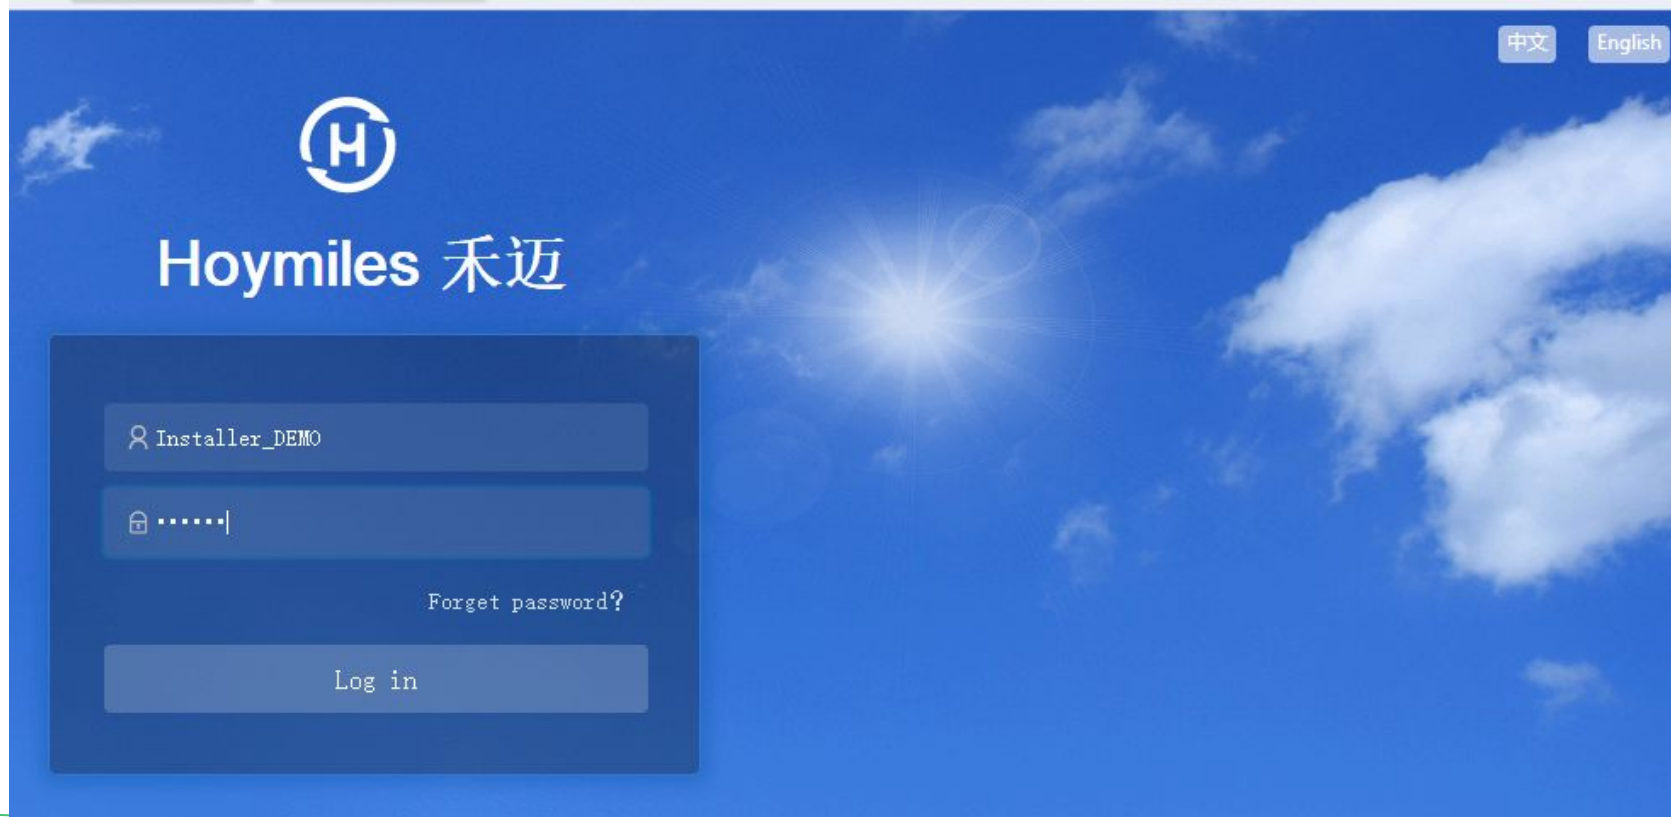 中文 English
H
Hoymiles 禾迈
Installer_DEMO
••••••
Forget password?
Log in